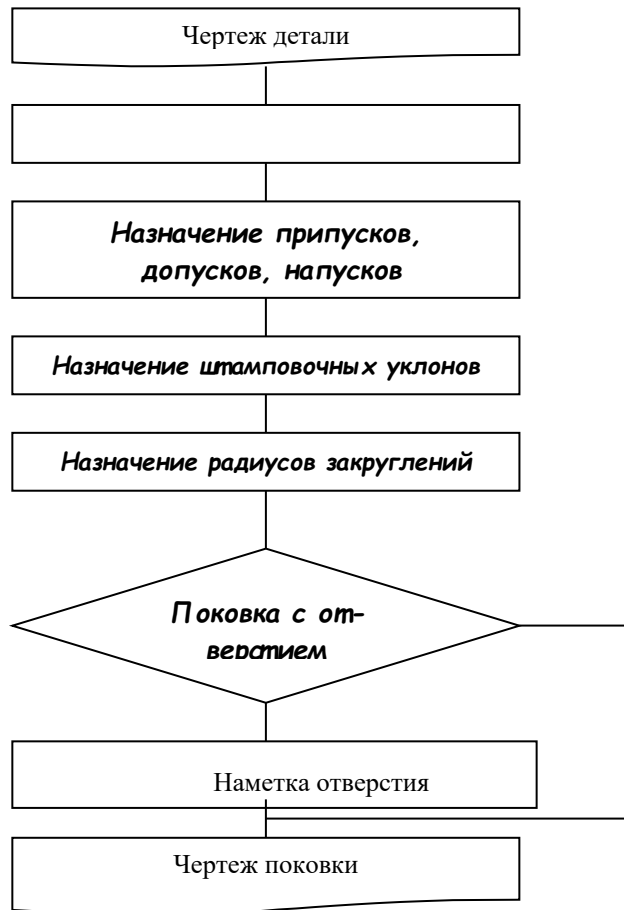 Чертеж детали
Назначение припусков,
допусков, напусков
Назначение штамповочных уклонов
Назначение радиусов закруглений
Поковка с от-
верстием
Наметка отверстия
Чертеж поковки